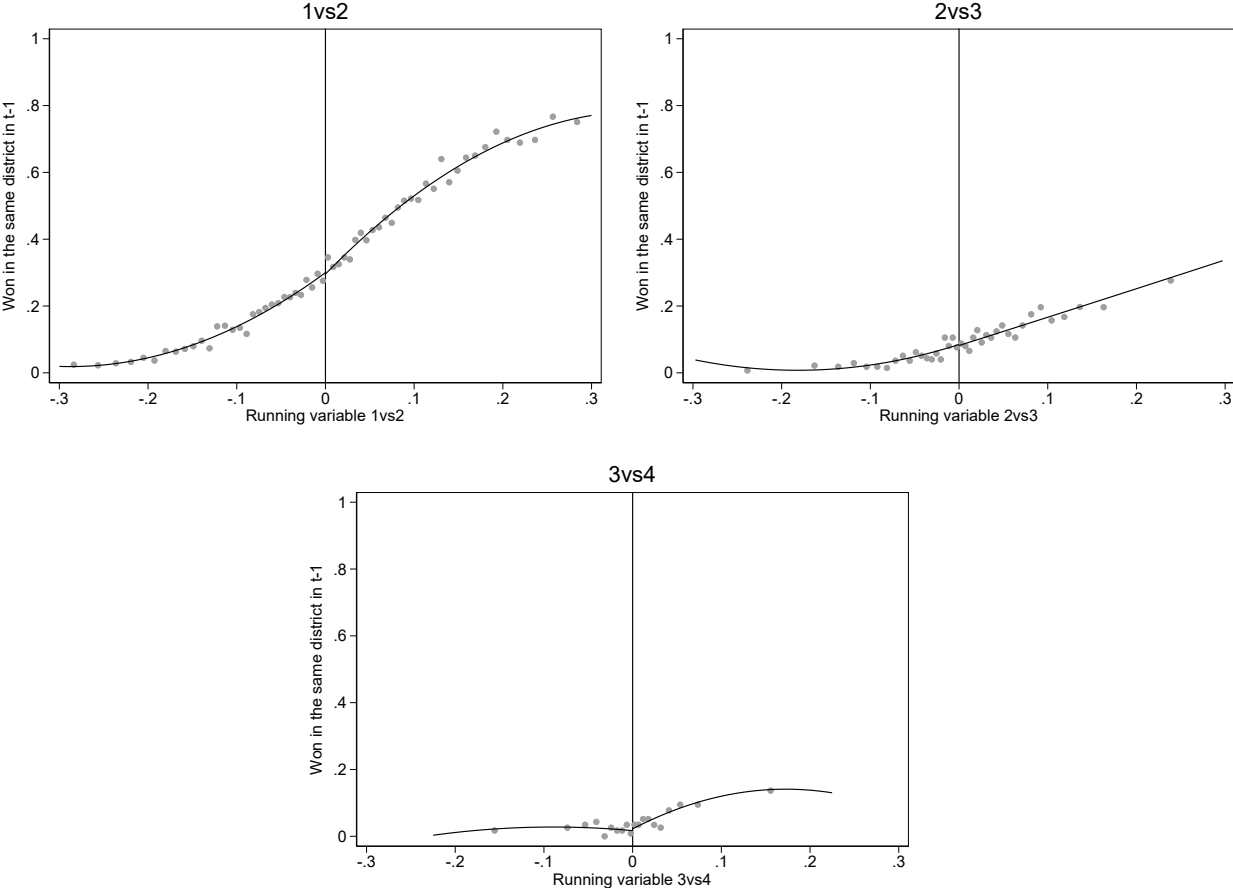 1vs2
Won in the same district in t-1
1
.8
.6
.4
.2
0
-.3 -.2 -.1 0 .1 .2 .3
Running variable 1vs2
2vs3
Won in the same district in t-1
1
.8
.6
.4
.2
0
-.3 -.2 -.1 0 .1 .2 .3
Running variable 2vs3
3vs4
Won in the same district in t-1
1
.8
.6
.4
.2
0
-.3 -.2 -.1 0 .1 .2 .3
Running variable 3vs4